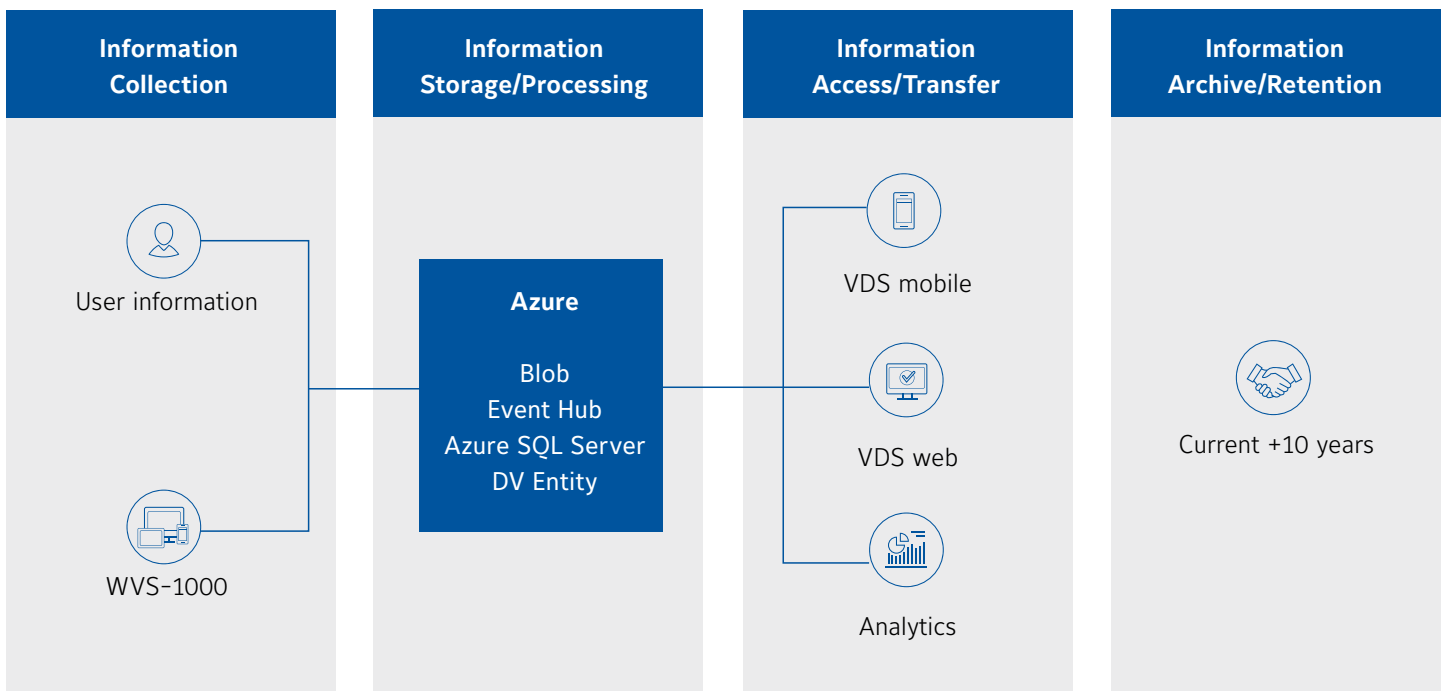 Information
Collection
Information
Storage/Processing
Information
Access/Transfer
Information
Archive/Retention
User information
WVS-1000
Azure
Blob
Event Hub
Azure SQL Server
DV Entity
VDS mobile
VDS web
Analytics
Current +10 years